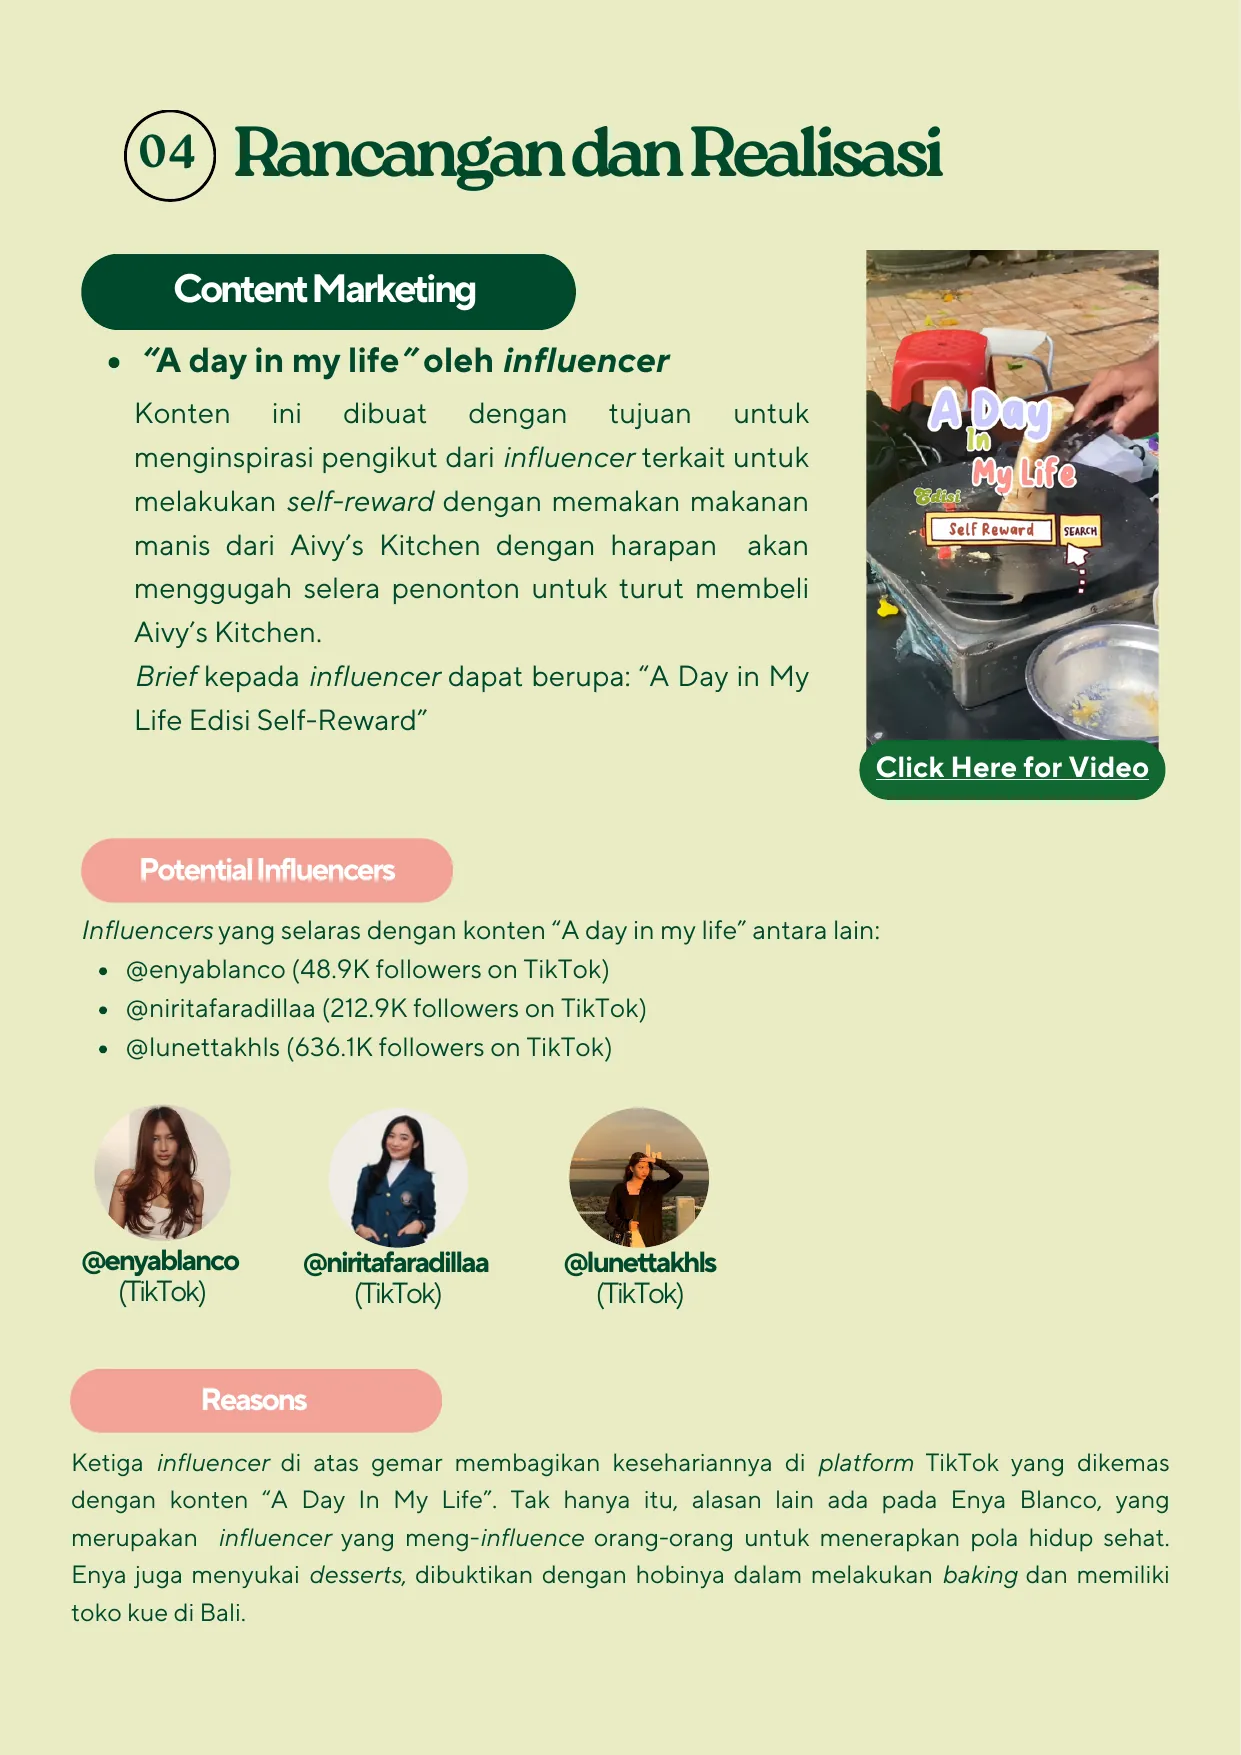 04 Rancangan dan Realisasi
Content Marketing
• “A day in my life” oleh influencer
Konten ini dibuat dengan tujuan untuk
menginspirasi pengikut dari influencer terkait untuk
melakukan self-reward dengan memakan makanan
manis dari Aivy’s Kitchen dengan harapan akan
menggugah selera penonton untuk turut membeli
Aivy’s Kitchen.
Brief kepada influencer dapat berupa: “A Day in My
Life Edisi Self-Reward”
A Day
In
My Life
Edisi
Self Reward SEARCH
Click Here for Video
Potential Influencers
Influencers yang selaras dengan konten “A day in my life” antara lain:
• @enyablanco (48.9K followers on TikTok)
• @niritafaradillaa (212.9K followers on TikTok)
• @lunettakhls (636.1K followers on TikTok)
@enyablanco
(TikTok)
@niritafaradillaa
(TikTok)
@lunettakhls
(TikTok)
Reasons
Ketiga influencer di atas gemar membagikan kesehariannya di platform TikTok yang dikemas
dengan konten “A Day In My Life”. Tak hanya itu, alasan lain ada pada Enya Blanco, yang
merupakan influencer yang meng-influence orang-orang untuk menerapkan pola hidup sehat.
Enya juga menyukai desserts, dibuktikan dengan hobinya dalam melakukan baking dan memiliki
toko kue di Bali.